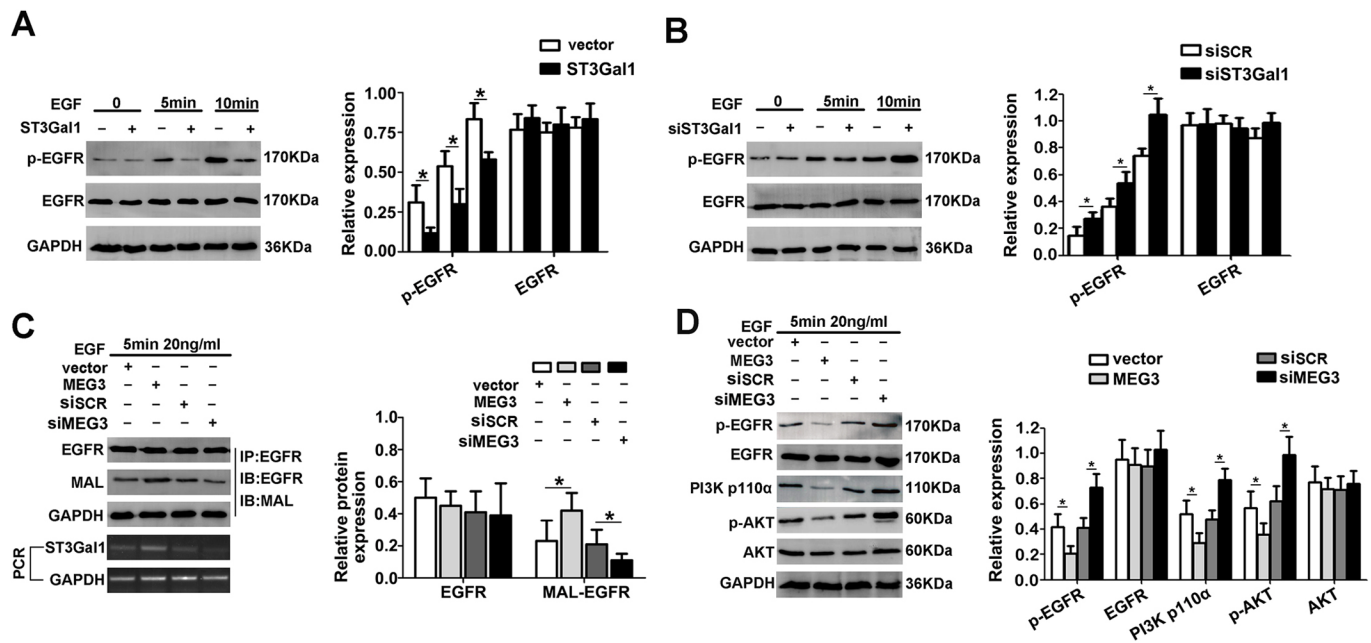 A
EGF 0 5min 10min
ST3Gal1 – + – + – +
p-EGFR 170KDa
EGFR 170KDa
GAPDH 36KDa
vector
ST3Gal1
Relative expression
1.00
0.75
0.50
0.25
0.00
* * *
p-EGFR EGFR
B
EGF 0 5min 10min
siST3Gal1 – + – + – +
p-EGFR 170KDa
EGFR 170KDa
GAPDH 36KDa
siSCR
siST3Gal1
Relative expression
1.2
1.0
0.8
0.6
0.4
0.2
0.0
* * *
p-EGFR EGFR
C
EGF 5min 20ng/ml
vector + – – –
MEG3 – + – –
siSCR – – + –
siMEG3 – – – +
EGFR IP:EGFR
MAL IB:EGFR
GAPDH IB:MAL
PCR
ST3Gal1
GAPDH
vector + – – –
MEG3 – + – –
siSCR – – + –
siMEG3 – – – +
Relative protein
expression
1.0
0.8
0.6
0.4
0.2
0.0
* *
EGFR MAL-EGFR
D
EGF 5min 20ng/ml
vector + – – –
MEG3 – + – –
siSCR – – + –
siMEG3 – – – +
p-EGFR 170KDa
EGFR 170KDa
PI3K p110α 110KDa
p-AKT 60KDa
AKT 60KDa
GAPDH 36KDa
vector siSCR
MEG3 siMEG3
Relative expression
1.2
1.0
0.8
0.6
0.4
0.2
0.0
* * * * * *
p-EGFR EGFR PI3K p110α p-AKT AKT